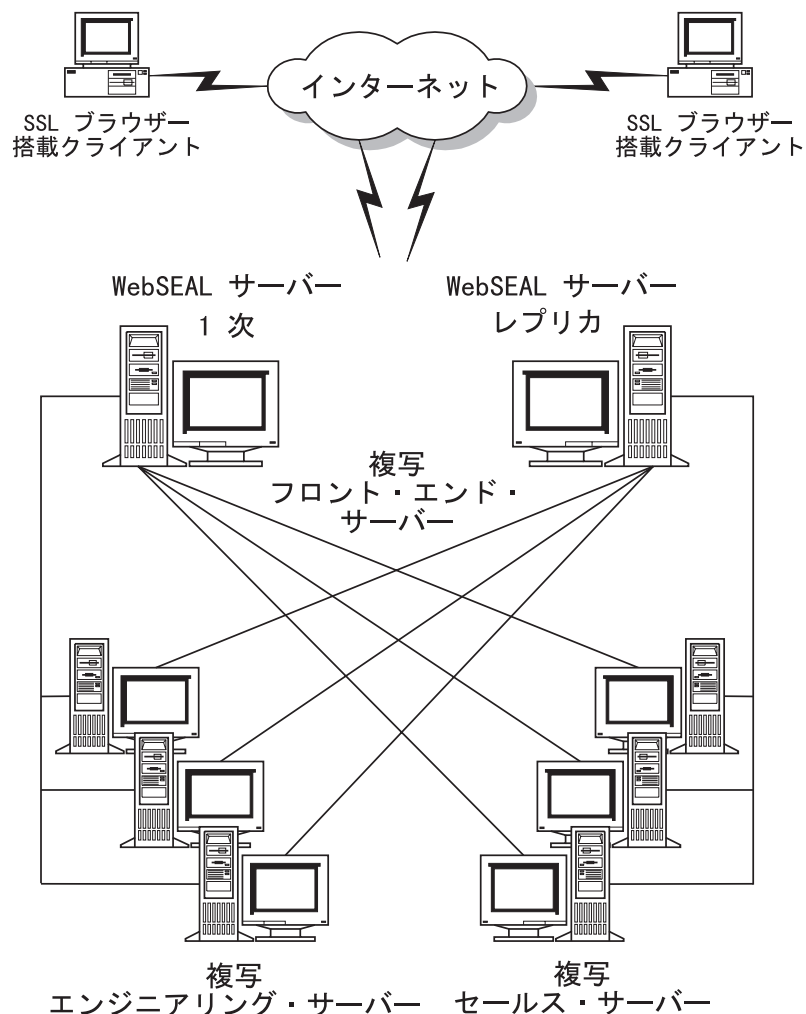 インターネット
SSL ブラウザー
搭載クライアント
SSL ブラウザー
搭載クライアント
WebSEAL サーバー
1 次
WebSEAL サーバー
レプリカ
複写
フロント・エンド・
サーバー
複写
エンジニアリング・サーバー
複写
セールス・サーバー